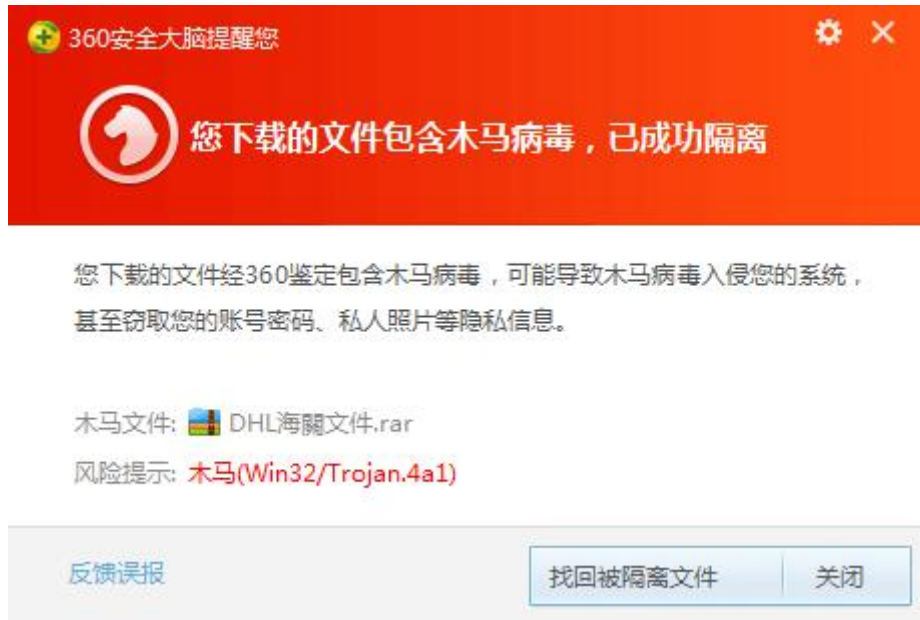 360安全大脑提醒您
您下载的文件包含木马病毒，已成功隔离
您下载的文件经360鉴定包含木马病毒，可能导致木马病毒入侵您的系统，
甚至窃取您的账号密码、私人照片等隐私信息。
木马文件: DHL海關文件.rar
风险提示: 木马(Win32/Trojan.4a1)
反馈误报 找回被隔离文件 关闭